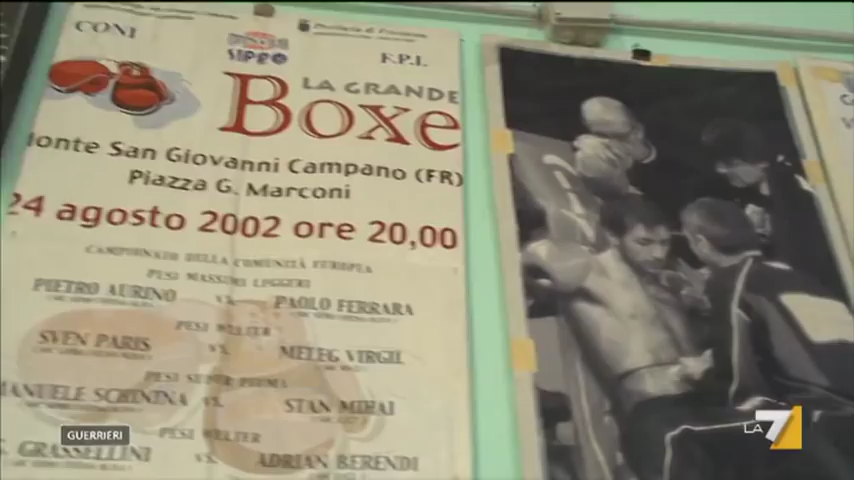 CONI
SIPRO
F.P.I.
LA GRANDE
Boxe
Monte San Giovanni Campano (FR)
Piazza G. Marconi
24 agosto 2002 ore 20,00
CAMPIONATO DELLA COMUNITÀ EUROPEA
PESI MASSIMI LEGGERI
PIETRO AURINO VS. PAOLO FERRARA
PESI WELTER
SVEN PARIS VS. MELEG VIRGIL
PESI SUPER PIUMA
MANUELE SCHININA VS. STAN MIHAI
PESI WELTER
GRASSELLINI VS. ADRIAN BERENDI
GUERRIERI
LA7